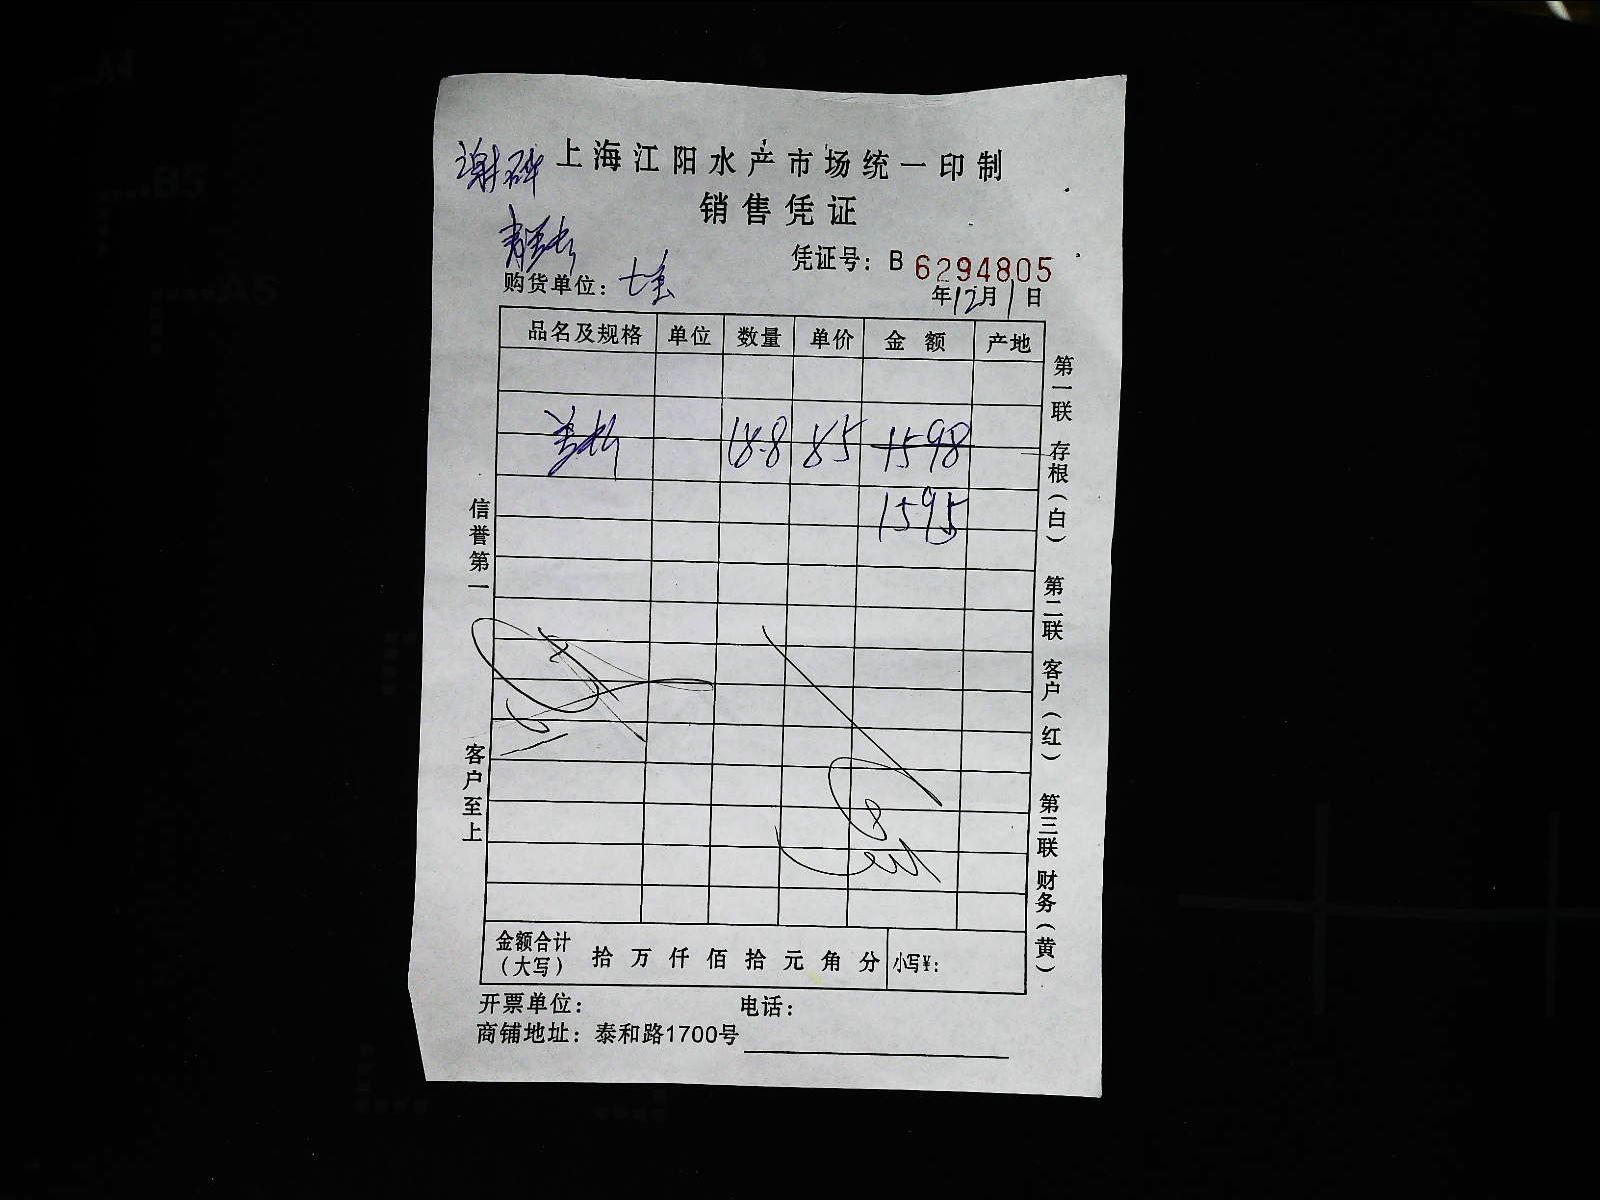 上海江阳水产市场统一印制
销售凭证
凭证号：B 6294805
购货单位：
年12月1日
品名及规格 单位 数量 单价 金额 产地
18.8 85 1598
1595
信誉第一
客户至上
第一联 存根（白）
第二联 客户（红）
第三联 财务（黄）
金额合计（大写） 拾 万 仟 佰 拾 元 角 分 小写¥：
开票单位： 电话：
商铺地址：泰和路1700号